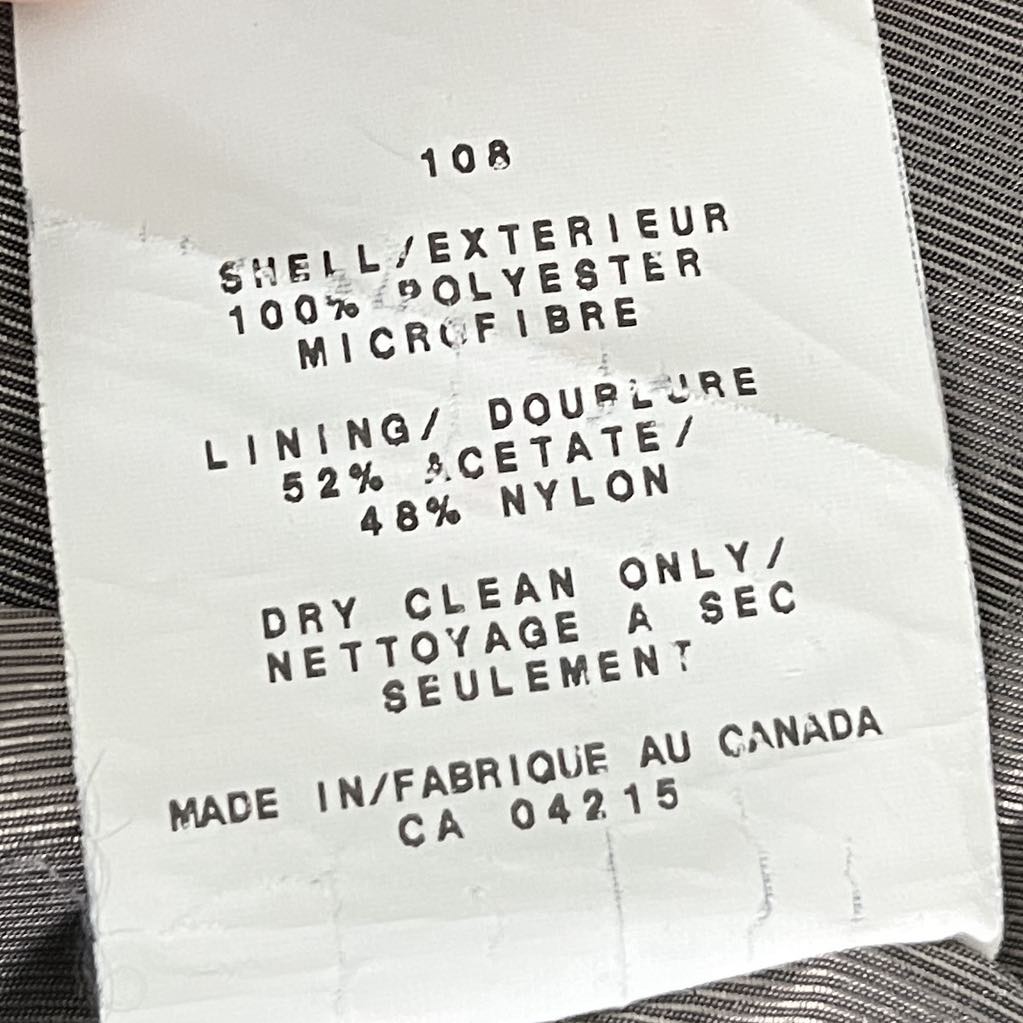 108
SHELL/EXTERIEUR
100% POLYESTER
MICROFIBRE
LINING/ DOUBLURE
52% ACETATE/
48% NYLON
DRY CLEAN ONLY/
NETTOYAGE A SEC
SEULEMENT
MADE IN/FABRIQUE AU CANADA
CA 04215